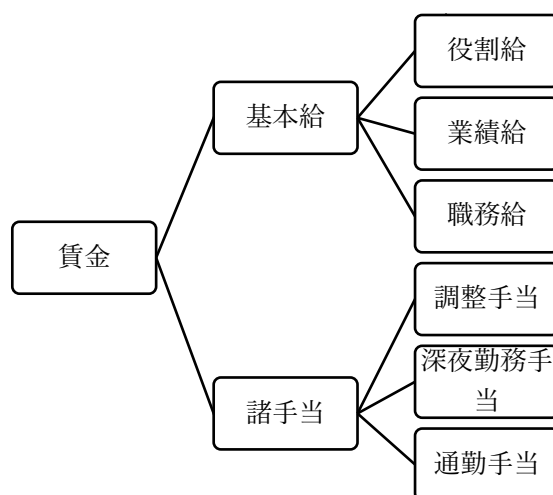 賃金
基本給
役割給
業績給
職務給
諸手当
調整手当
深夜勤務手
当
通勤手当